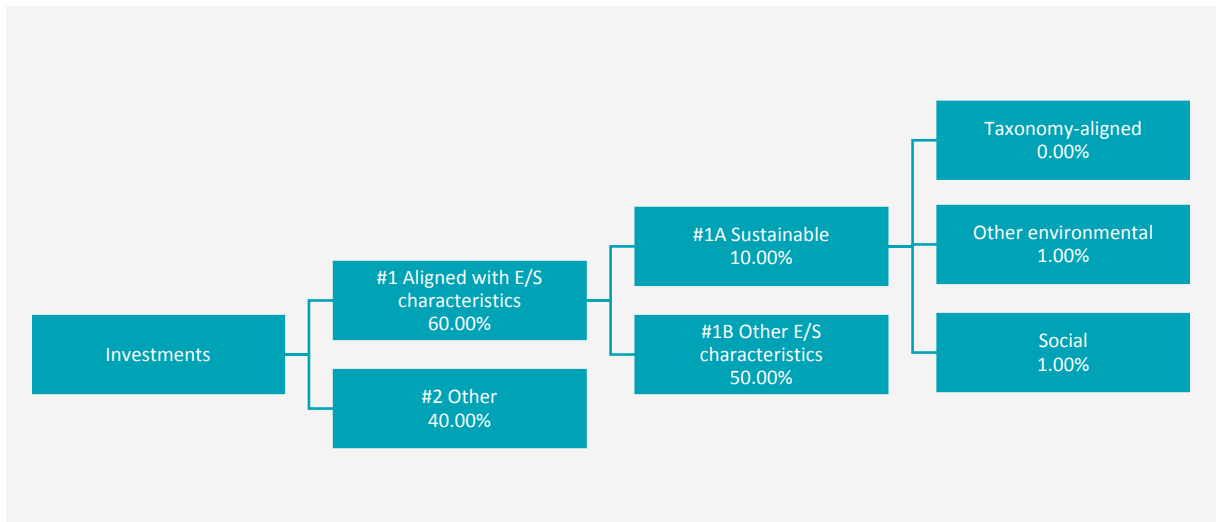 Investments
#1 Aligned with E/S
characteristics
60.00%
#2 Other
40.00%
#1A Sustainable
10.00%
#1B Other E/S
characteristics
50.00%
Taxonomy-aligned
0.00%
Other environmental
1.00%
Social
1.00%